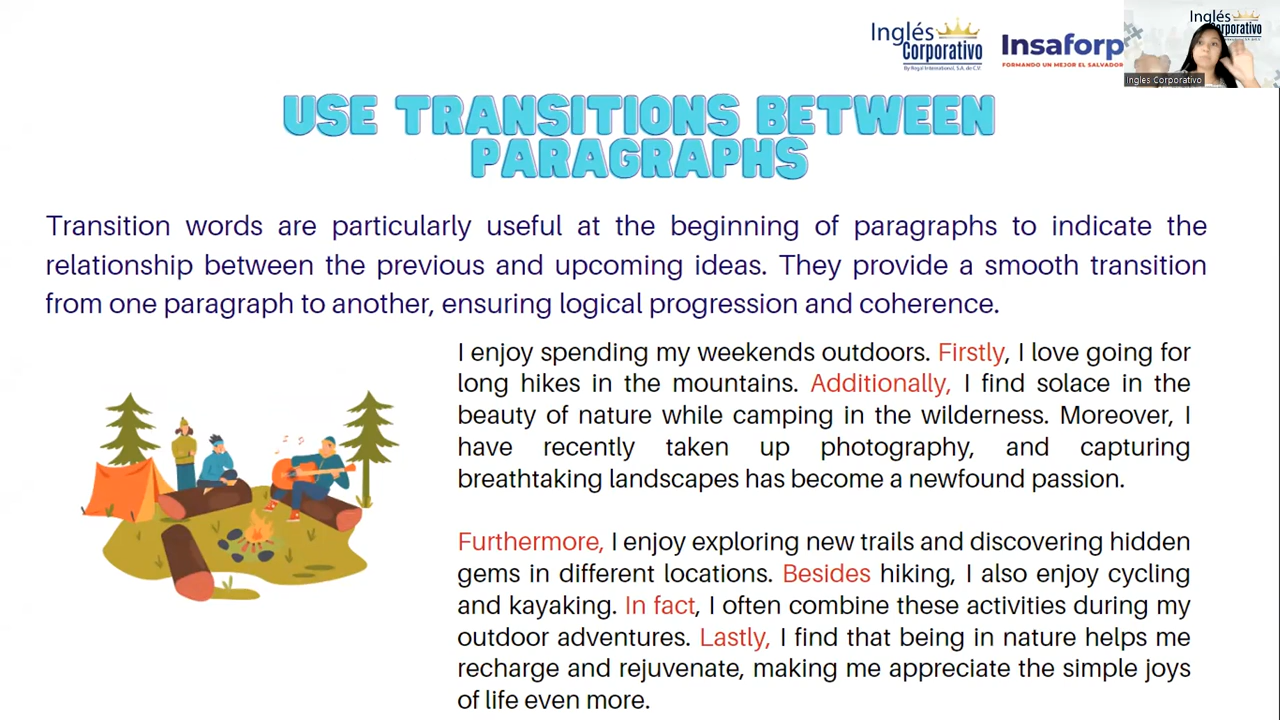 Inglés
Corporativo
By Regal International, S.A. de C.V.
Insaforp
FORMANDO UN MEJOR EL SALVADOR
Inglés
Corporativo
Inglés Corporativo
USE TRANSITIONS BETWEEN
PARAGRAPHS
Transition words are particularly useful at the beginning of paragraphs to indicate the
relationship between the previous and upcoming ideas. They provide a smooth transition
from one paragraph to another, ensuring logical progression and coherence.
I enjoy spending my weekends outdoors. Firstly, I love going for
long hikes in the mountains. Additionally, I find solace in the
beauty of nature while camping in the wilderness. Moreover, I
have recently taken up photography, and capturing
breathtaking landscapes has become a newfound passion.
Furthermore, I enjoy exploring new trails and discovering hidden
gems in different locations. Besides hiking, I also enjoy cycling
and kayaking. In fact, I often combine these activities during my
outdoor adventures. Lastly, I find that being in nature helps me
recharge and rejuvenate, making me appreciate the simple joys
of life even more.